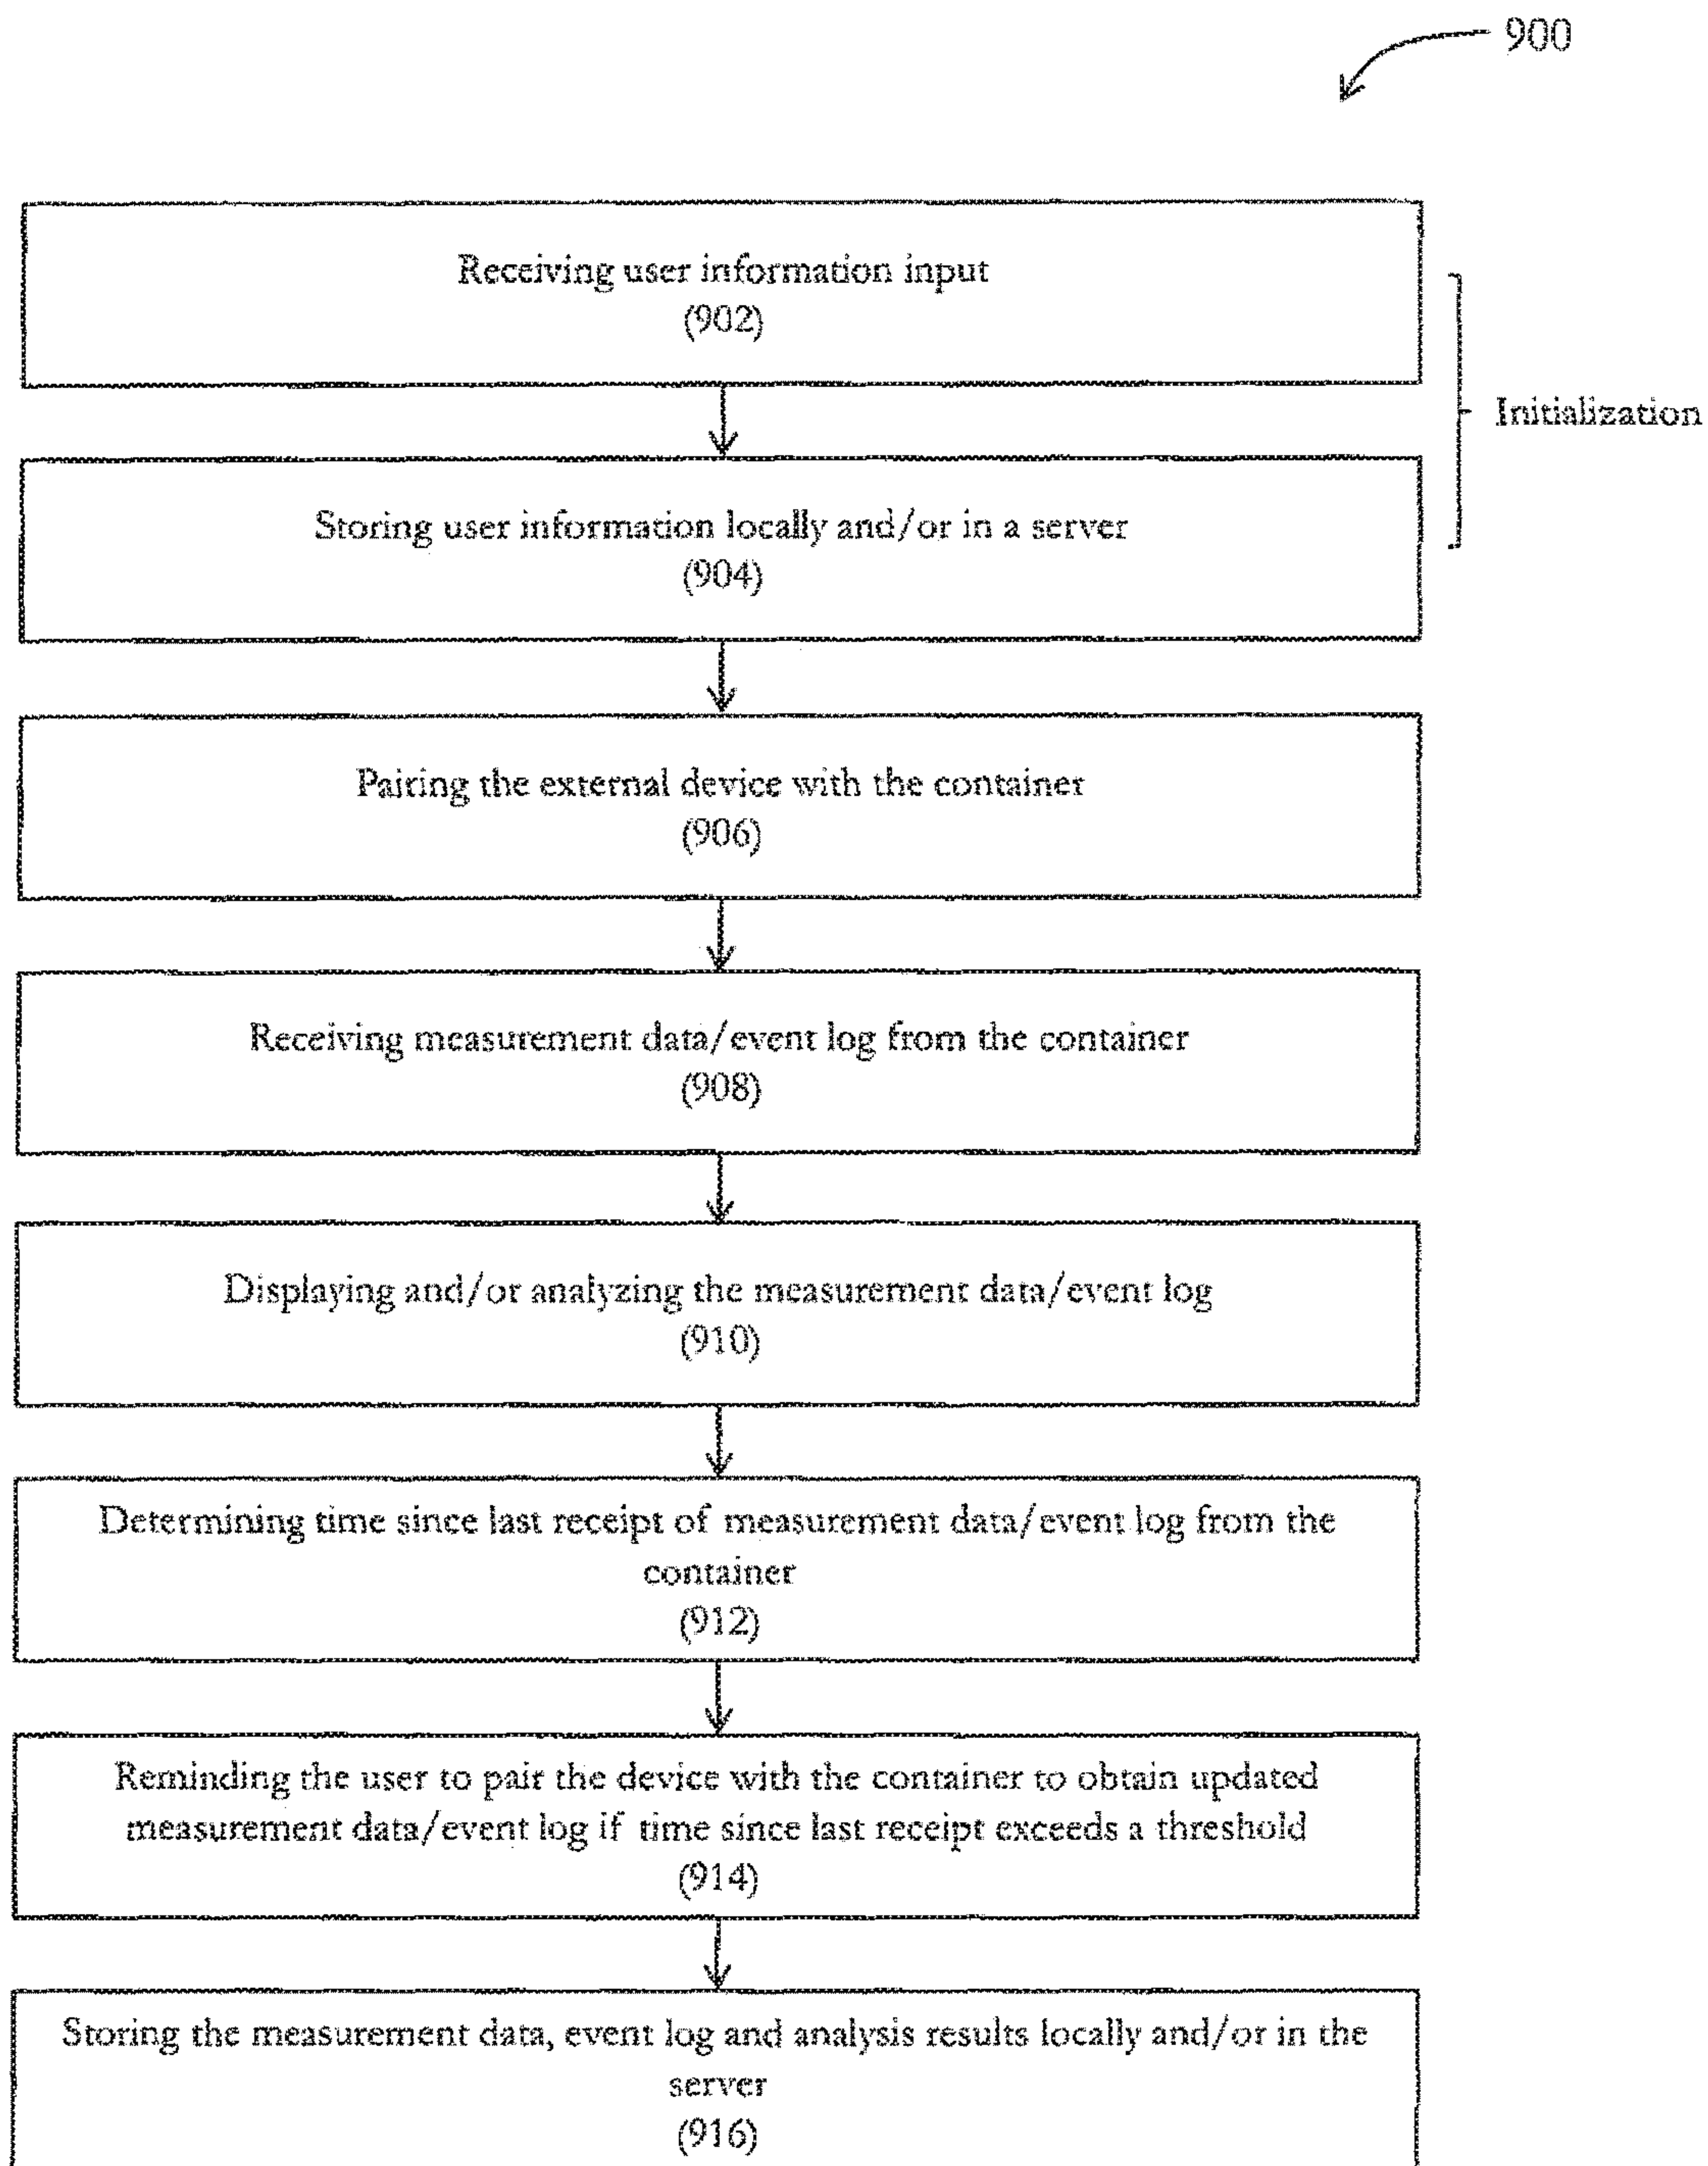 900
Receiving user information input
(902)
Initialization
Storing user information locally and/or in a server
(904)
Pairing the external device with the container
(906)
Receiving measurement data/event log from the container
(908)
Displaying and/or analyzing the measurement data/event log
(910)
Determining time since last receipt of measurement data/event log from the
container
(912)
Reminding the user to pair the device with the container to obtain updated
measurement data/event log if time since last receipt exceeds a threshold
(914)
Storing the measurement data, event log and analysis results locally and/or in the
server
(916)